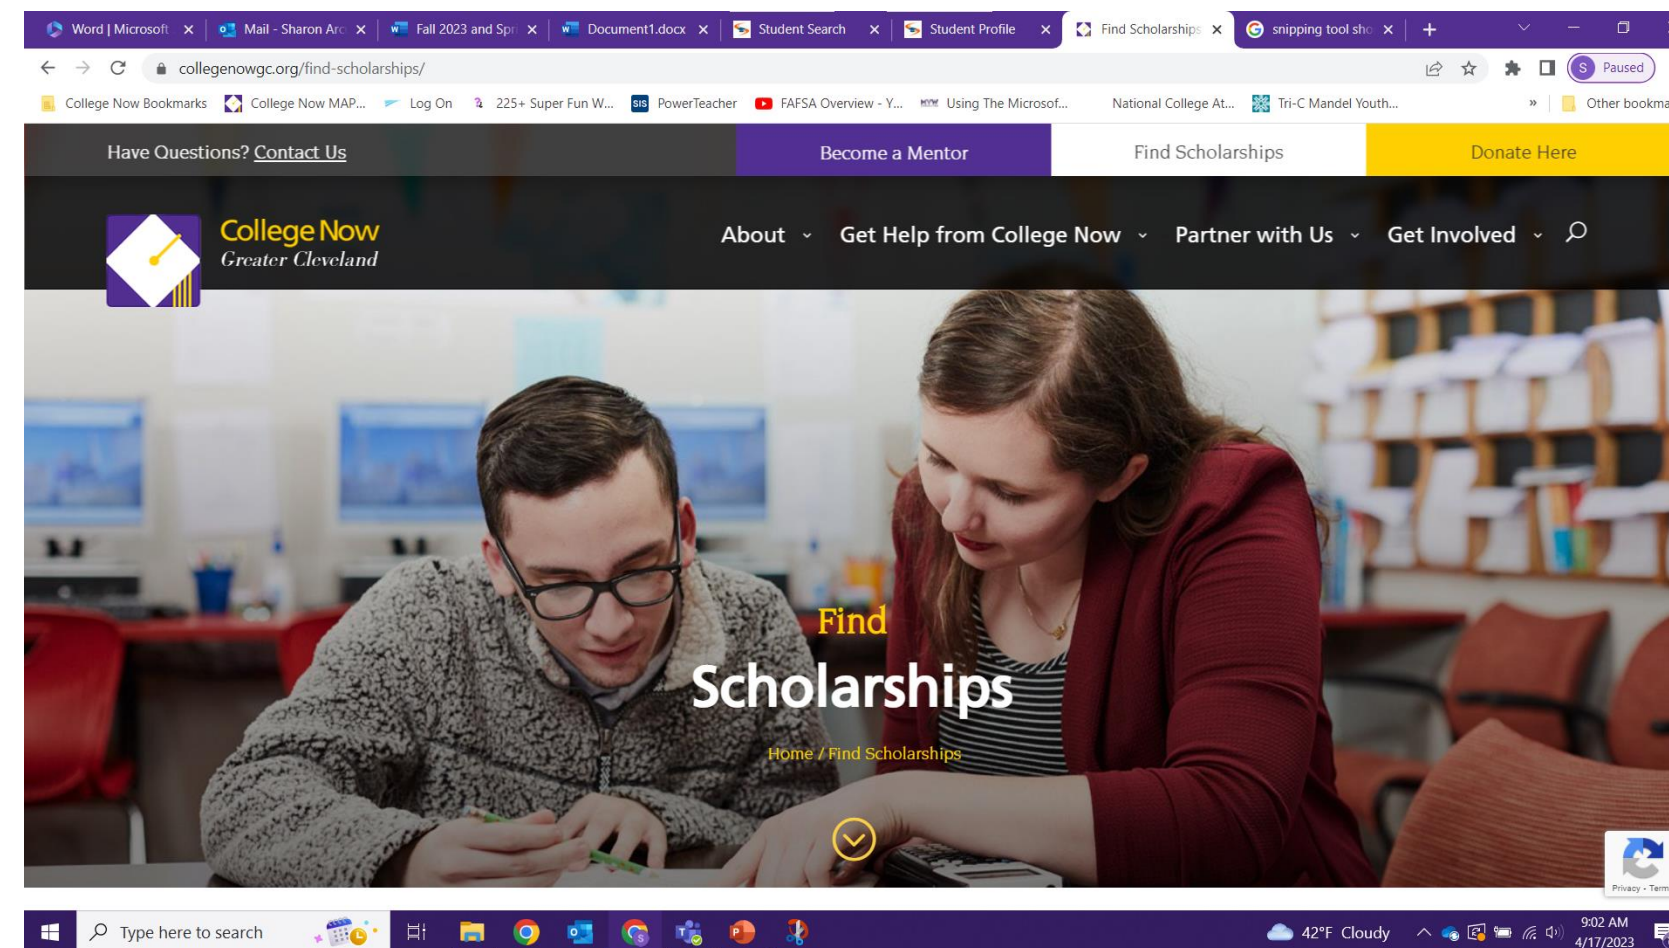 Word | Microsoft
Mail - Sharon Arc
Fall 2023 and Spri
Document1.docx
Student Search
Student Profile
Find Scholarships
snipping tool sho
collegenowgc.org/find-scholarships/
S Paused
College Now Bookmarks
College Now MAP...
Log On
225+ Super Fun W...
SIS PowerTeacher
FAFSA Overview - Y...
Using The Microsof...
National College At...
Tri-C Mandel Youth...
»
Other bookma
Have Questions? Contact Us
Become a Mentor
Find Scholarships
Donate Here
College Now
Greater Cleveland
About
Get Help from College Now
Partner with Us
Get Involved
Find
Scholarships
Home / Find Scholarships
Privacy - Term
Type here to search
42°F Cloudy
9:02 AM
4/17/2023